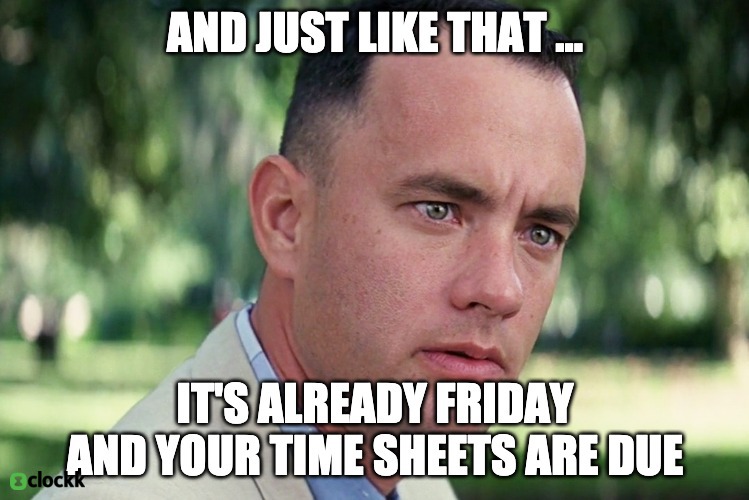 AND JUST LIKE THAT ...
IT'S ALREADY FRIDAY
AND YOUR TIME SHEETS ARE DUE
clockk